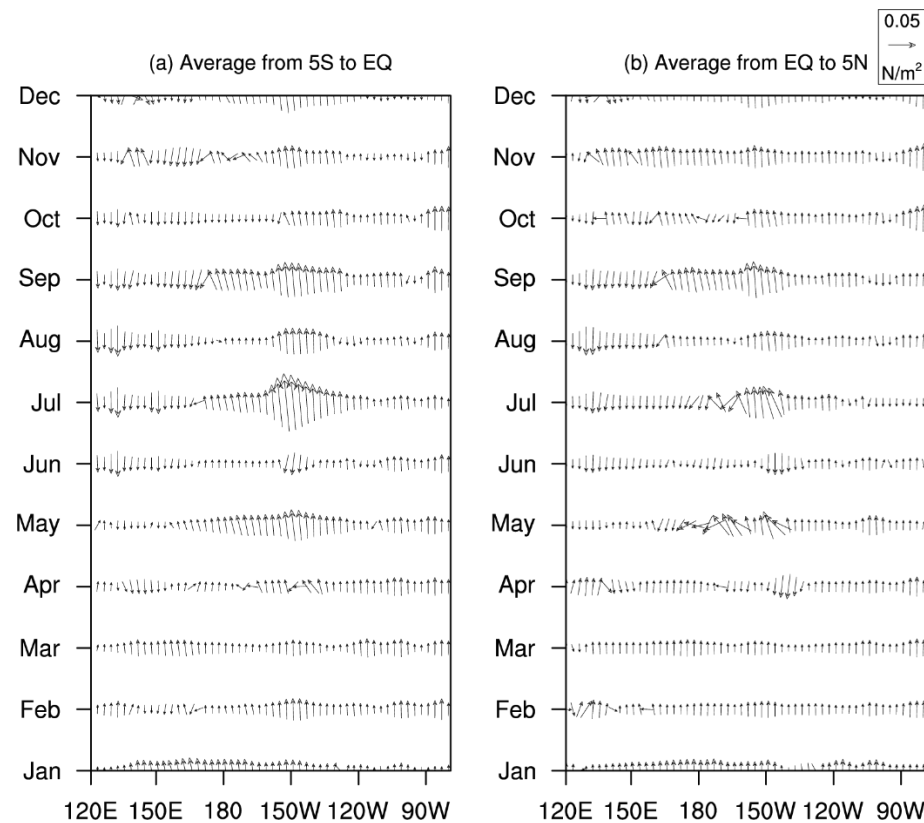 0.05
N/m²
(a) Average from 5S to EQ
(b) Average from EQ to 5N
Dec
Nov
Oct
Sep
Aug
Jul
Jun
May
Apr
Mar
Feb
Jan
120E 150E 180 150W 120W 90W
Dec
Nov
Oct
Sep
Aug
Jul
Jun
May
Apr
Mar
Feb
Jan
120E 150E 180 150W 120W 90W